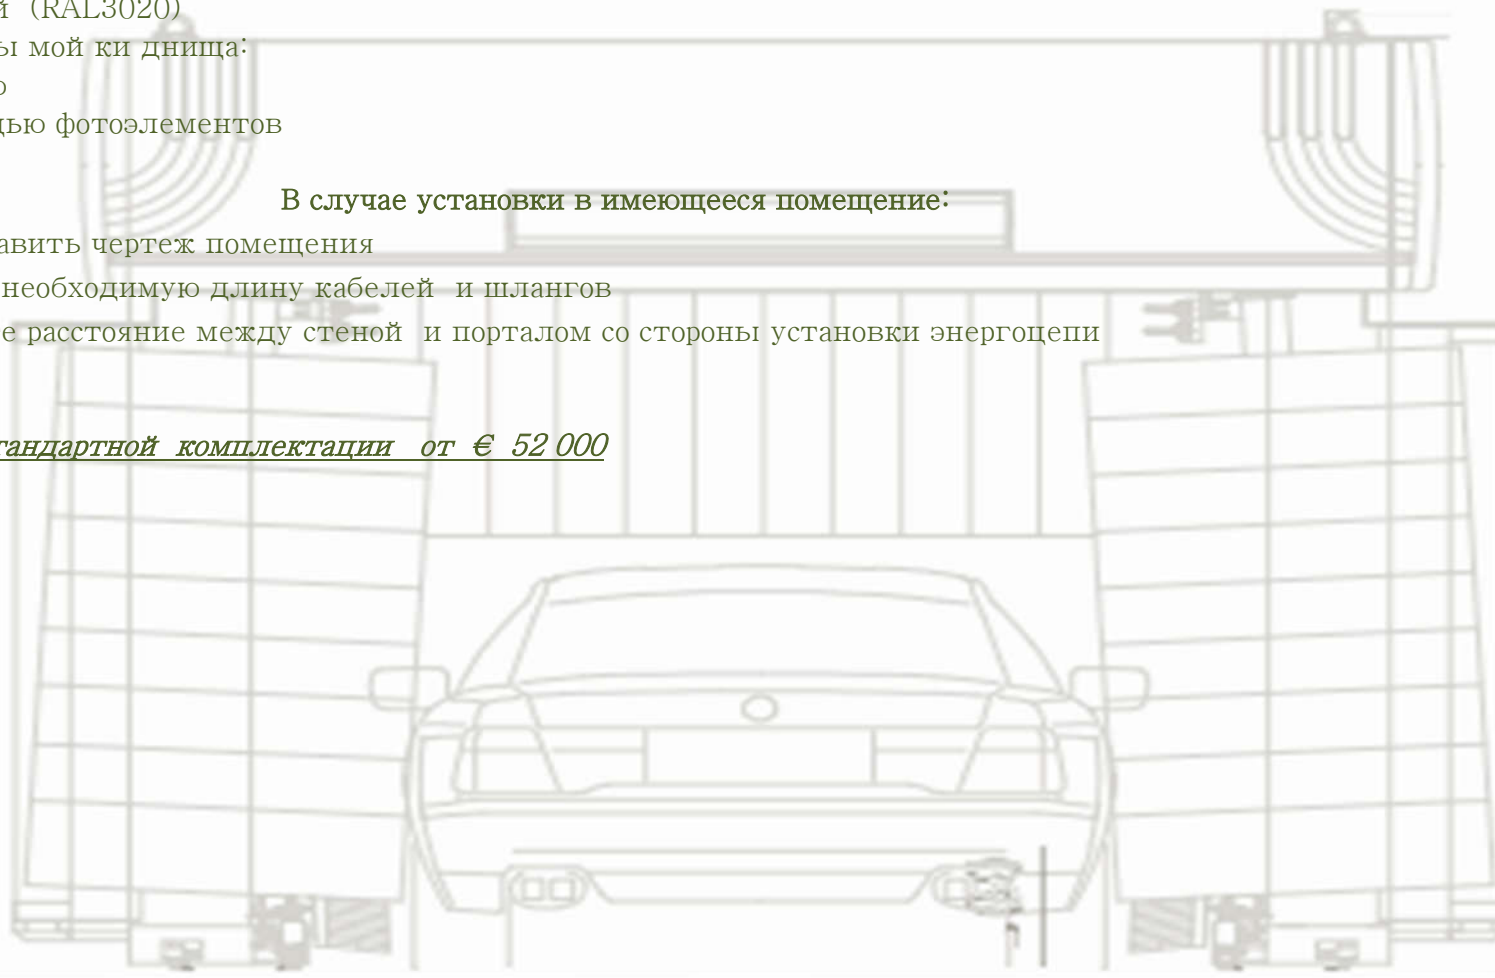 й (RAL3020)
ы мой ки днища:
о
дью фотоэлементов
В случае установки в имеющееся помещение:
авить чертеж помещения
необходимую длину кабелей и шлангов
е расстояние между стеной и порталом со стороны установки энергоцепи
тандартной комплектации от € 52 000